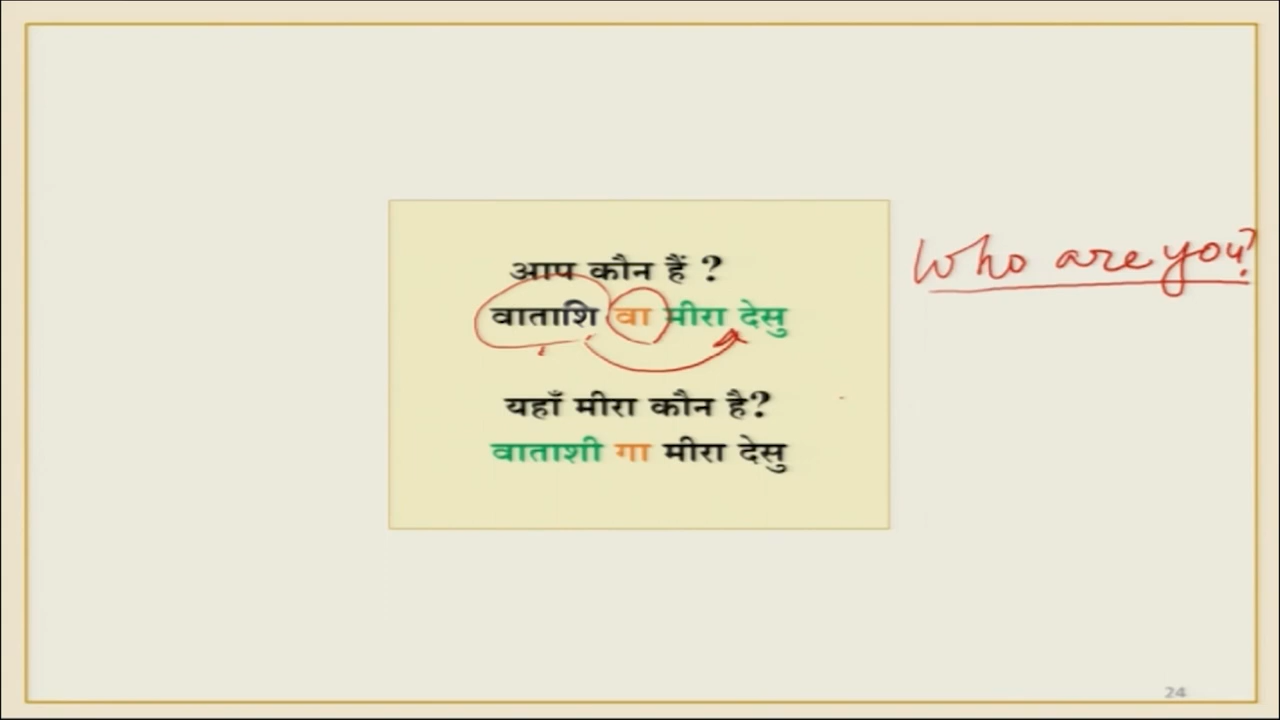 आप कौन हैं ?
वाताशि वा मीरा देसु
Who are you?
यहाँ मीरा कौन है?
वाताशी गा मीरा देसु
24